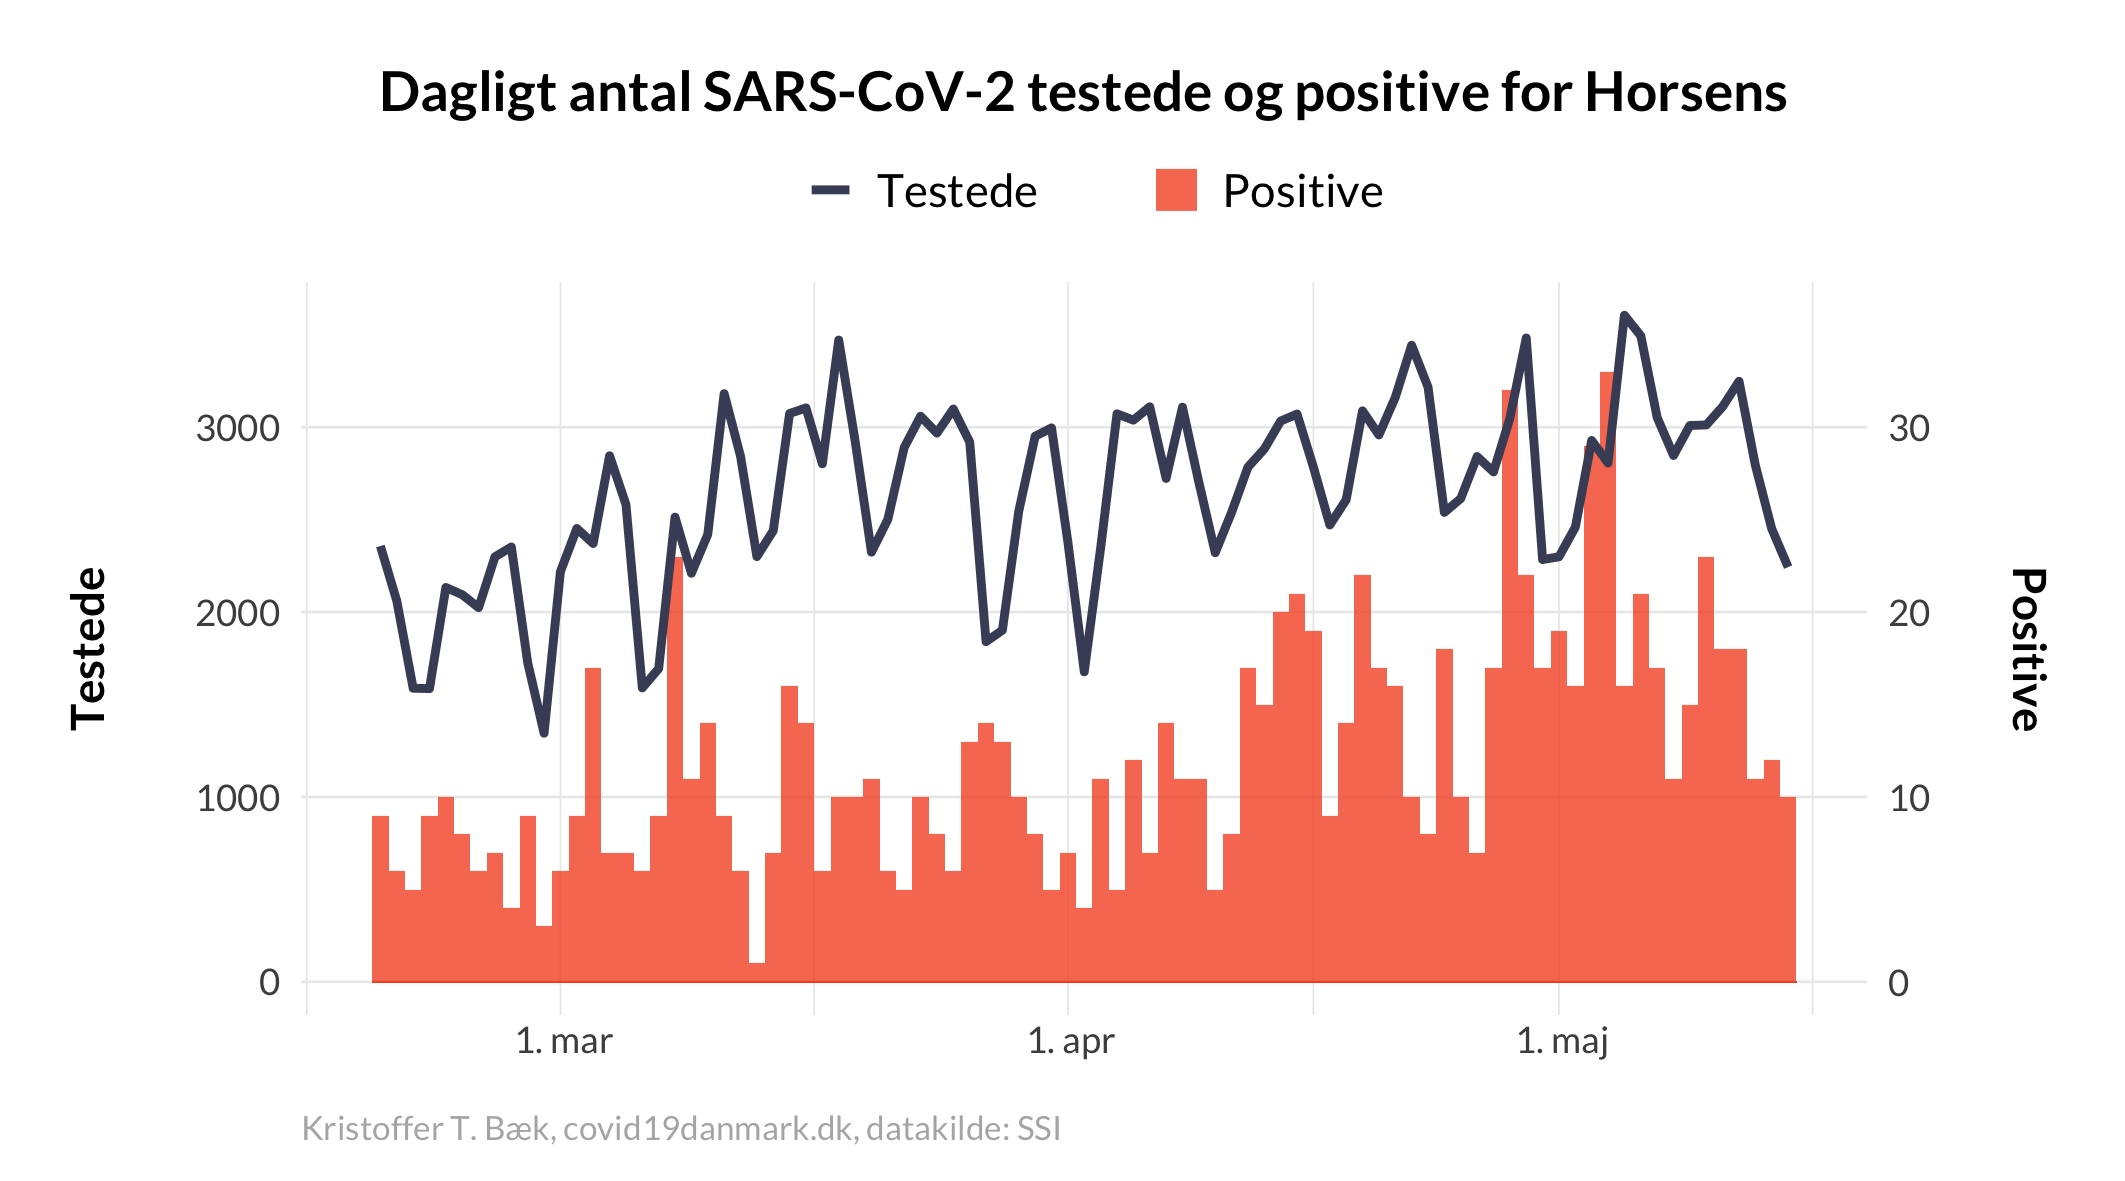 Dagligt antal SARS-CoV-2 testede og positive for Horsens
Testede
Positive
3000
2000
1000
0
30
20
10
0
Testede
Positive
1. mar
1. apr
1. maj
Kristoffer T. Bæk, covid19danmark.dk, datakilde: SSI